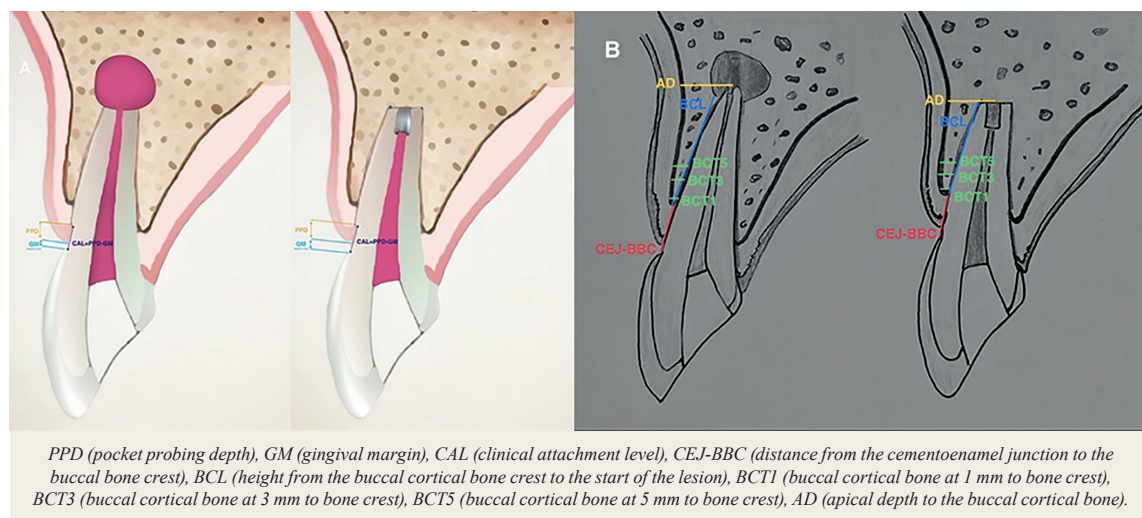 A
PPD
GM
CAL=PPD-GM
PPD
GM
CAL=PPD-GM
B
AD
BCL
BCT5
BCT3
BCT1
CEJ-BBC
AD
BCL
BCT5
BCT3
BCT1
CEJ-BBC
PPD (pocket probing depth), GM (gingival margin), CAL (clinical attachment level), CEJ-BBC (distance from the cementoenamel junction to the
buccal bone crest), BCL (height from the buccal cortical bone crest to the start of the lesion), BCT1 (buccal cortical bone at 1 mm to bone crest),
BCT3 (buccal cortical bone at 3 mm to bone crest), BCT5 (buccal cortical bone at 5 mm to bone crest), AD (apical depth to the buccal cortical bone).